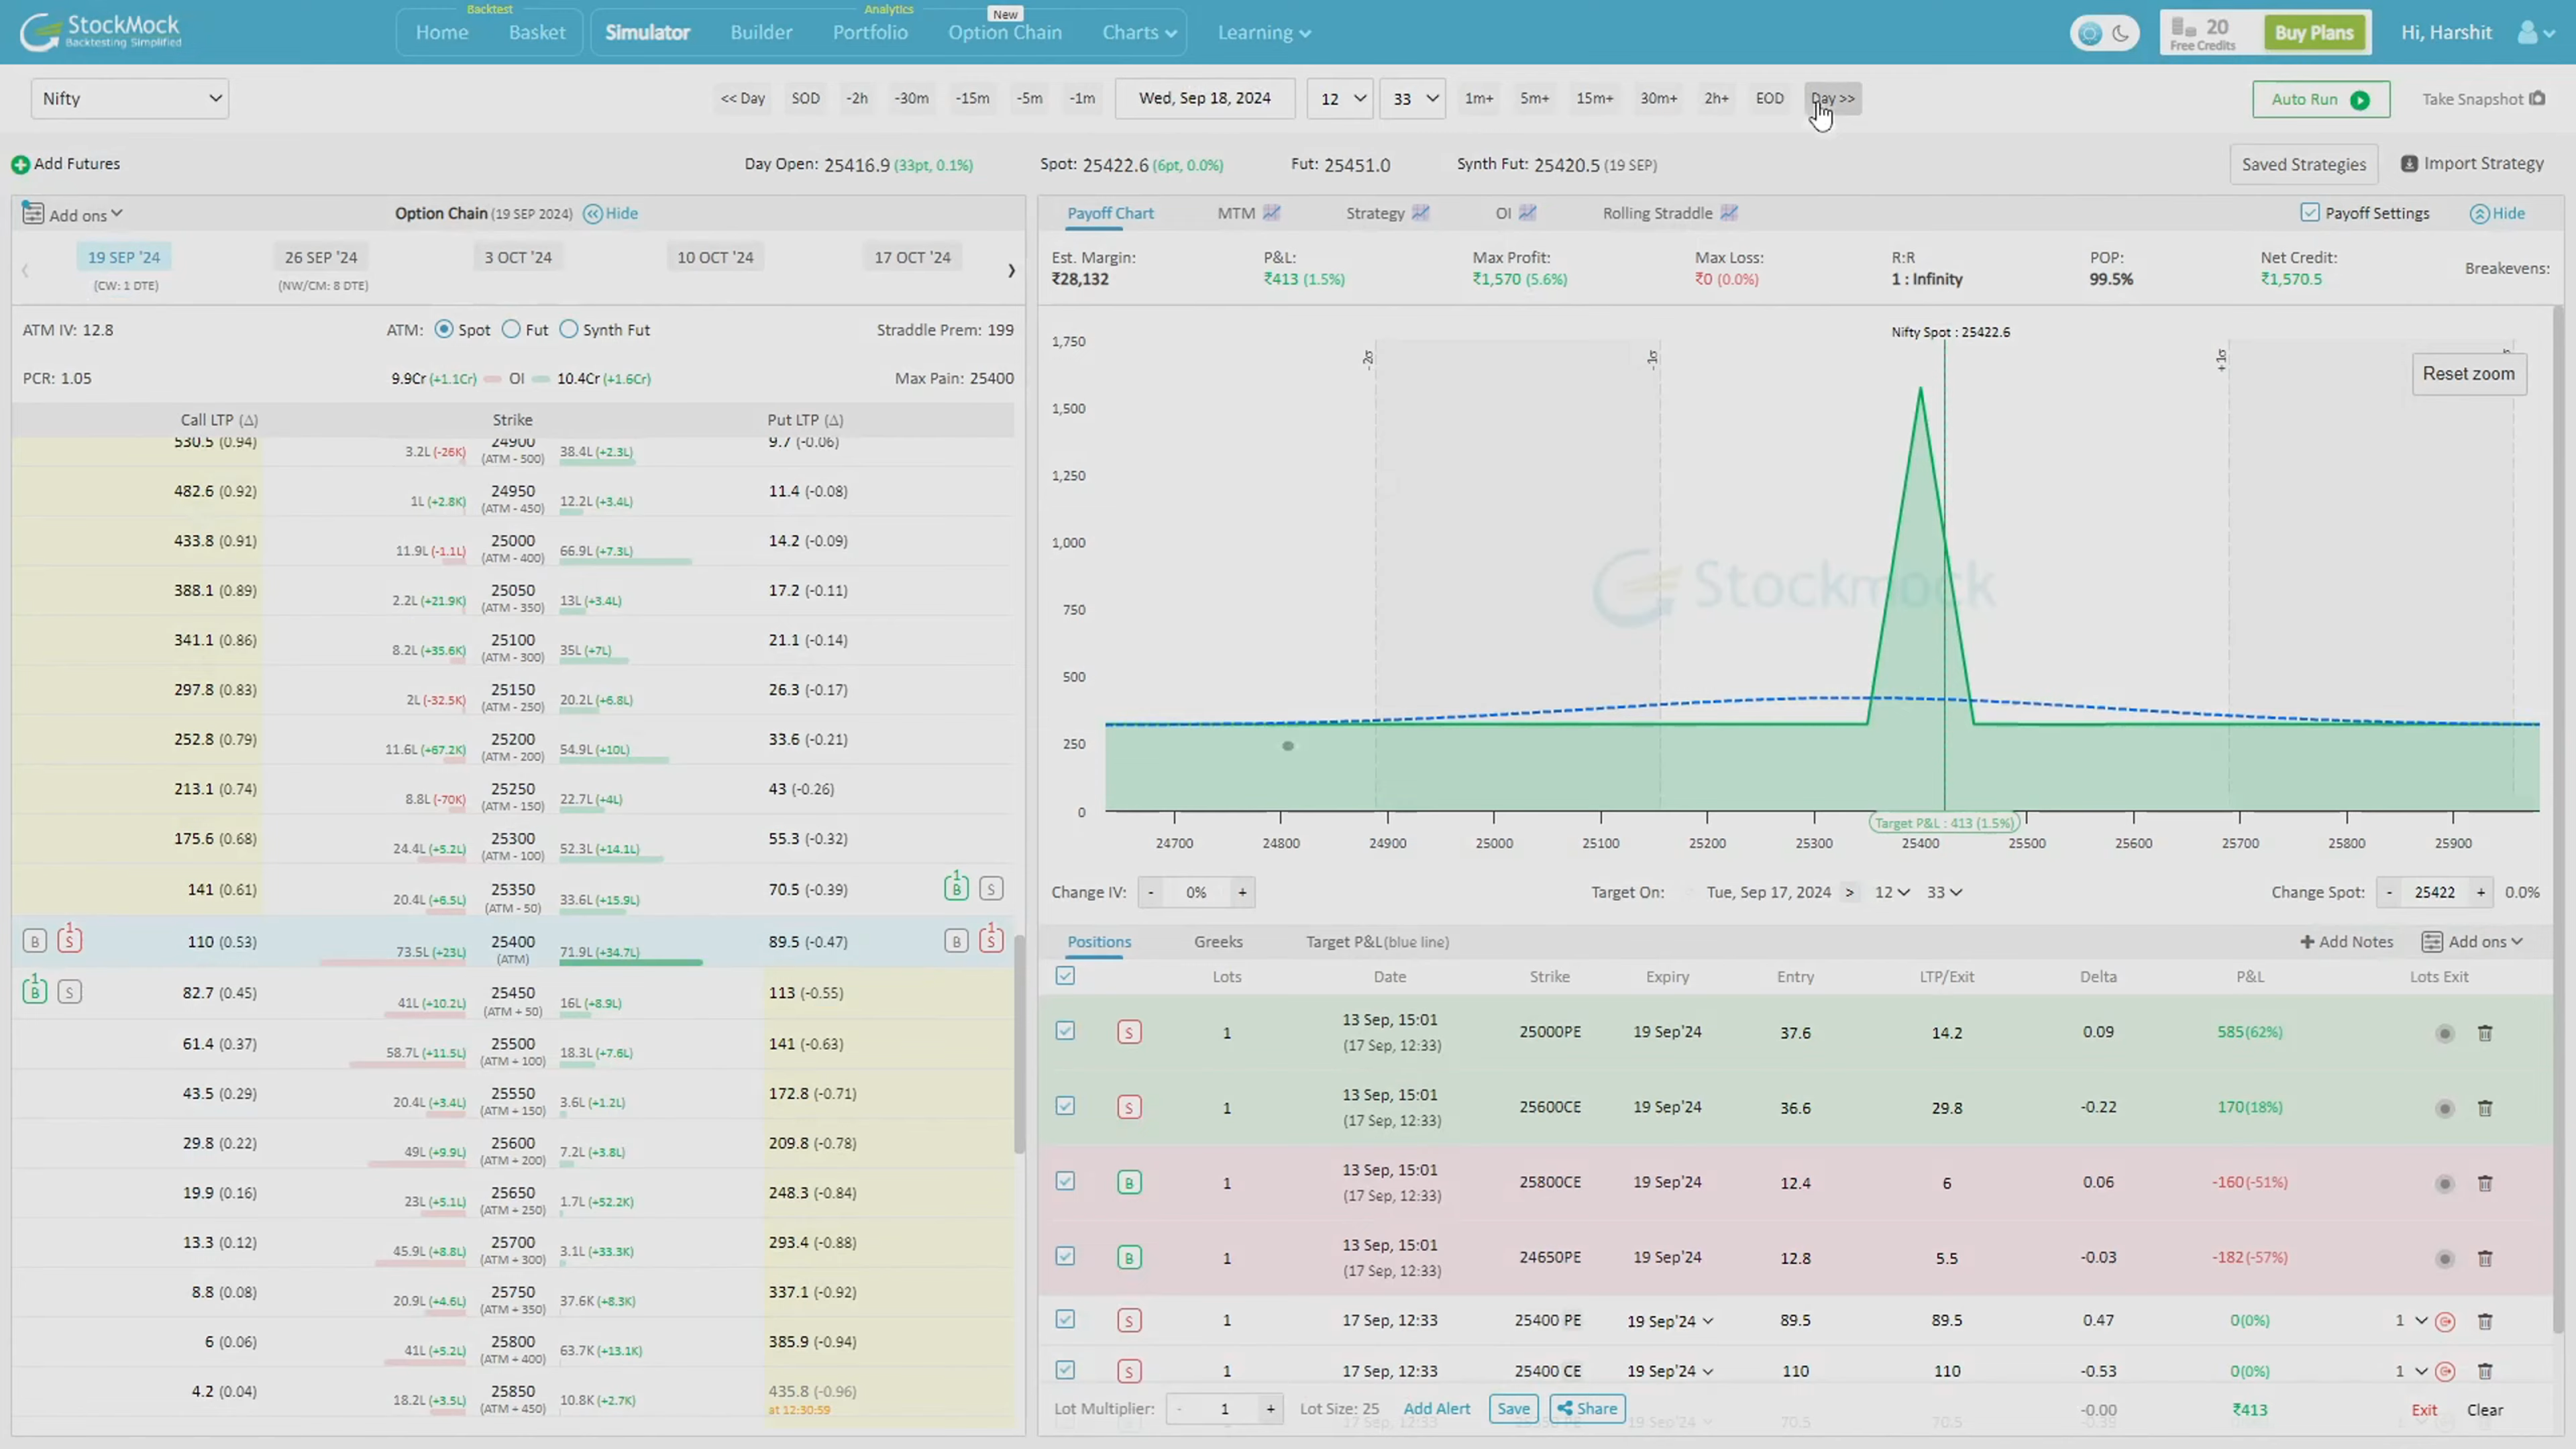 StockMock
Backtesting Simplified
Backtest
Home Basket
Simulator Builder
Analytics
Portfolio
New
Option Chain Charts Learning
20
Free Credits
Buy Plans
Hi, Harshit
Nifty
<< Day SOD -2h -30m -15m -5m -1m Wed, Sep 18, 2024 12 33 1m+ 5m+ 15m+ 30m+ 2h+ EOD Day >>
Auto Run
Take Snapshot
Add Futures
Day Open: 25416.9 (33pt, 0.1%) Spot: 25422.6 (6pt, 0.0%) Fut: 25451.0 Synth Fut: 25420.5 (19 SEP)
Saved Strategies
Import Strategy
Add ons Option Chain (19 SEP 2024) Hide
19 SEP '24 26 SEP '24 3 OCT '24 10 OCT '24 17 OCT '24
(CW: 1 DTE) (NW/CM: 8 DTE)
ATM IV: 12.8 ATM: Spot Fut Synth Fut Straddle Prem: 199
PCR: 1.05 9.9Cr (+1.1Cr) OI 10.4Cr (+1.6Cr) Max Pain: 25400
Call LTP (Δ) Strike Put LTP (Δ)
530.5 (0.94) 3.2L (-26K) 24900 (ATM - 500) 38.4L (+2.3L) 9.7 (-0.06)
482.6 (0.92) 1L (+2.8K) 24950 (ATM - 450) 12.2L (+3.4L) 11.4 (-0.08)
433.8 (0.91) 11.9L (-1.1L) 25000 (ATM - 400) 66.9L (+7.3L) 14.2 (-0.09)
388.1 (0.89) 2.2L (+21.9K) 25050 (ATM - 350) 13L (+3.4L) 17.2 (-0.11)
341.1 (0.86) 8.2L (+35.6K) 25100 (ATM - 300) 35L (+7L) 21.1 (-0.14)
297.8 (0.83) 2L (-32.5K) 25150 (ATM - 250) 20.2L (+6.8L) 26.3 (-0.17)
252.8 (0.79) 11.6L (+67.2K) 25200 (ATM - 200) 54.9L (+10L) 33.6 (-0.21)
213.1 (0.74) 8.8L (-70K) 25250 (ATM - 150) 22.7L (+4L) 43 (-0.26)
175.6 (0.68) 24.4L (+5.2L) 25300 (ATM - 100) 52.3L (+14.1L) 55.3 (-0.32)
141 (0.61) 20.4L (+6.5L) 25350 (ATM - 50) 33.6L (+15.9L) 70.5 (-0.39) 1 B S
B 1 S 110 (0.53) 73.5L (+23L) 25400 (ATM) 71.9L (+34.7L) 89.5 (-0.47) B 1 S
1 B S 82.7 (0.45) 41L (+10.2L) 25450 (ATM + 50) 16L (+8.9L) 113 (-0.55)
61.4 (0.37) 58.7L (+11.5L) 25500 (ATM + 100) 18.3L (+7.6L) 141 (-0.63)
43.5 (0.29) 20.4L (+3.4L) 25550 (ATM + 150) 3.6L (+1.2L) 172.8 (-0.71)
29.8 (0.22) 49L (+9.9L) 25600 (ATM + 200) 7.2L (+3.8L) 209.8 (-0.78)
19.9 (0.16) 23L (+5.1L) 25650 (ATM + 250) 1.7L (+52.2K) 248.3 (-0.84)
13.3 (0.12) 45.9L (+8.8L) 25700 (ATM + 300) 3.1L (+33.3K) 293.4 (-0.88)
8.8 (0.08) 20.9L (+4.6L) 25750 (ATM + 350) 37.6K (+8.3K) 337.1 (-0.92)
6 (0.06) 41L (+5.2L) 25800 (ATM + 400) 63.7K (+13.1K) 385.9 (-0.94)
4.2 (0.04) 18.2L (+3.5L) 25850 (ATM + 450) 10.8K (+2.7K) 435.8 (-0.96)
at 12:30:59
Payoff Chart MTM Strategy OI Rolling Straddle Payoff Settings Hide
Est. Margin: P&L: Max Profit: Max Loss: R:R POP: Net Credit: Breakevens:
₹28,132 ₹413 (1.5%) ₹1,570 (5.6%) ₹0 (0.0%) 1 : Infinity 99.5% ₹1,570.5
Nifty Spot : 25422.6
-2σ -1σ +1σ
Reset zoom
1,750
1,500
1,250
1,000
750
500
250
0
Stockmock
Target P&L : 413 (1.5%)
24700 24800 24900 25000 25100 25200 25300 25400 25500 25600 25700 25800 25900
Change IV: - 0% + Target On: Tue, Sep 17, 2024 > 12 33 Change Spot: - 25422 + 0.0%
Positions Greeks Target P&L(blue line) + Add Notes Add ons
Lots Date Strike Expiry Entry LTP/Exit Delta P&L Lots Exit
S 1 13 Sep, 15:01 (17 Sep, 12:33) 25000PE 19 Sep'24 37.6 14.2 0.09 585(62%)
S 1 13 Sep, 15:01 (17 Sep, 12:33) 25600CE 19 Sep'24 36.6 29.8 -0.22 170(18%)
B 1 13 Sep, 15:01 (17 Sep, 12:33) 25800CE 19 Sep'24 12.4 6 0.06 -160(-51%)
B 1 13 Sep, 15:01 (17 Sep, 12:33) 24650PE 19 Sep'24 12.8 5.5 -0.03 -182(-57%)
S 1 17 Sep, 12:33 25400 PE 19 Sep'24 89.5 89.5 0.47 0(0%) 1
S 1 17 Sep, 12:33 25400 CE 19 Sep'24 110 110 -0.53 0(0%) 1
Lot Multiplier: - 1 + Lot Size: 25 Add Alert Save Share -0.00 ₹413 Exit Clear